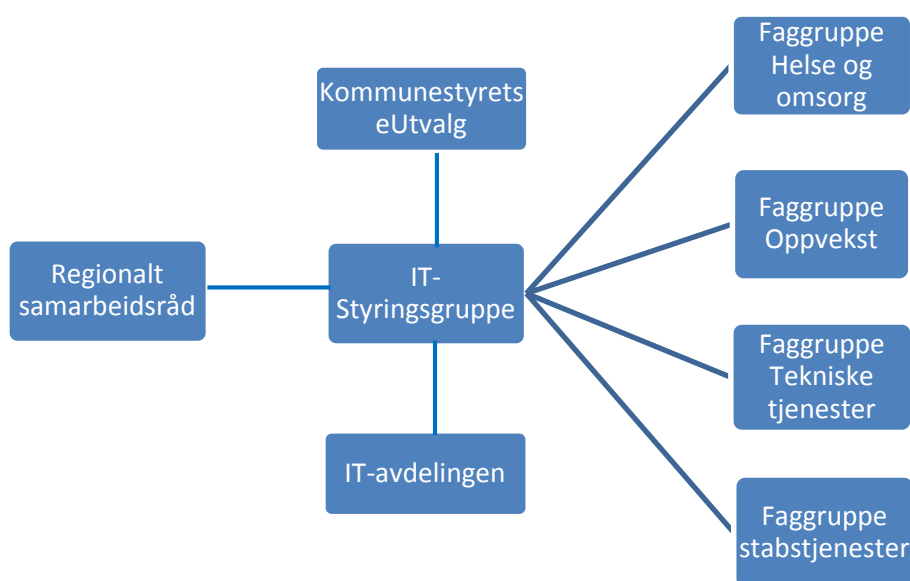 Faggruppe
Helse og
omsorg
Kommunestyrets
eUtvalg
Faggruppe
Oppvekst
Regionalt
samarbeidsråd
IT-
Styringsgruppe
Faggruppe
Tekniske
tjenester
IT-avdelingen
Faggruppe
stabstjenester